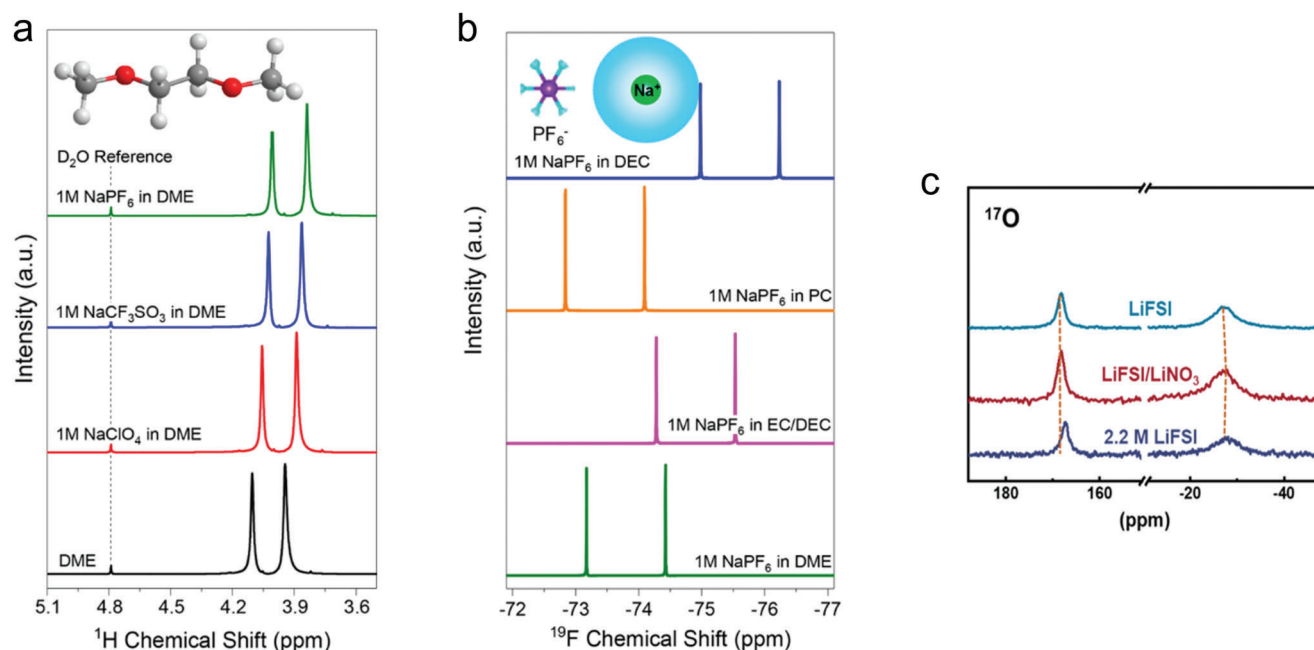 a
D₂O Reference
1M NaPF₆ in DME
1M NaCF₃SO₃ in DME
1M NaClO₄ in DME
DME
Intensity (a.u.)
5.1 4.8 4.5 4.2 3.9 3.6
¹H Chemical Shift (ppm)
b
Na⁺
PF₆⁻
1M NaPF₆ in DEC
1M NaPF₆ in PC
1M NaPF₆ in EC/DEC
1M NaPF₆ in DME
Intensity (a.u.)
-72 -73 -74 -75 -76 -77
¹⁹F Chemical Shift (ppm)
c
¹⁷O
LiFSI
LiFSI/LiNO₃
2.2 M LiFSI
180 160 -20 -40
(ppm)